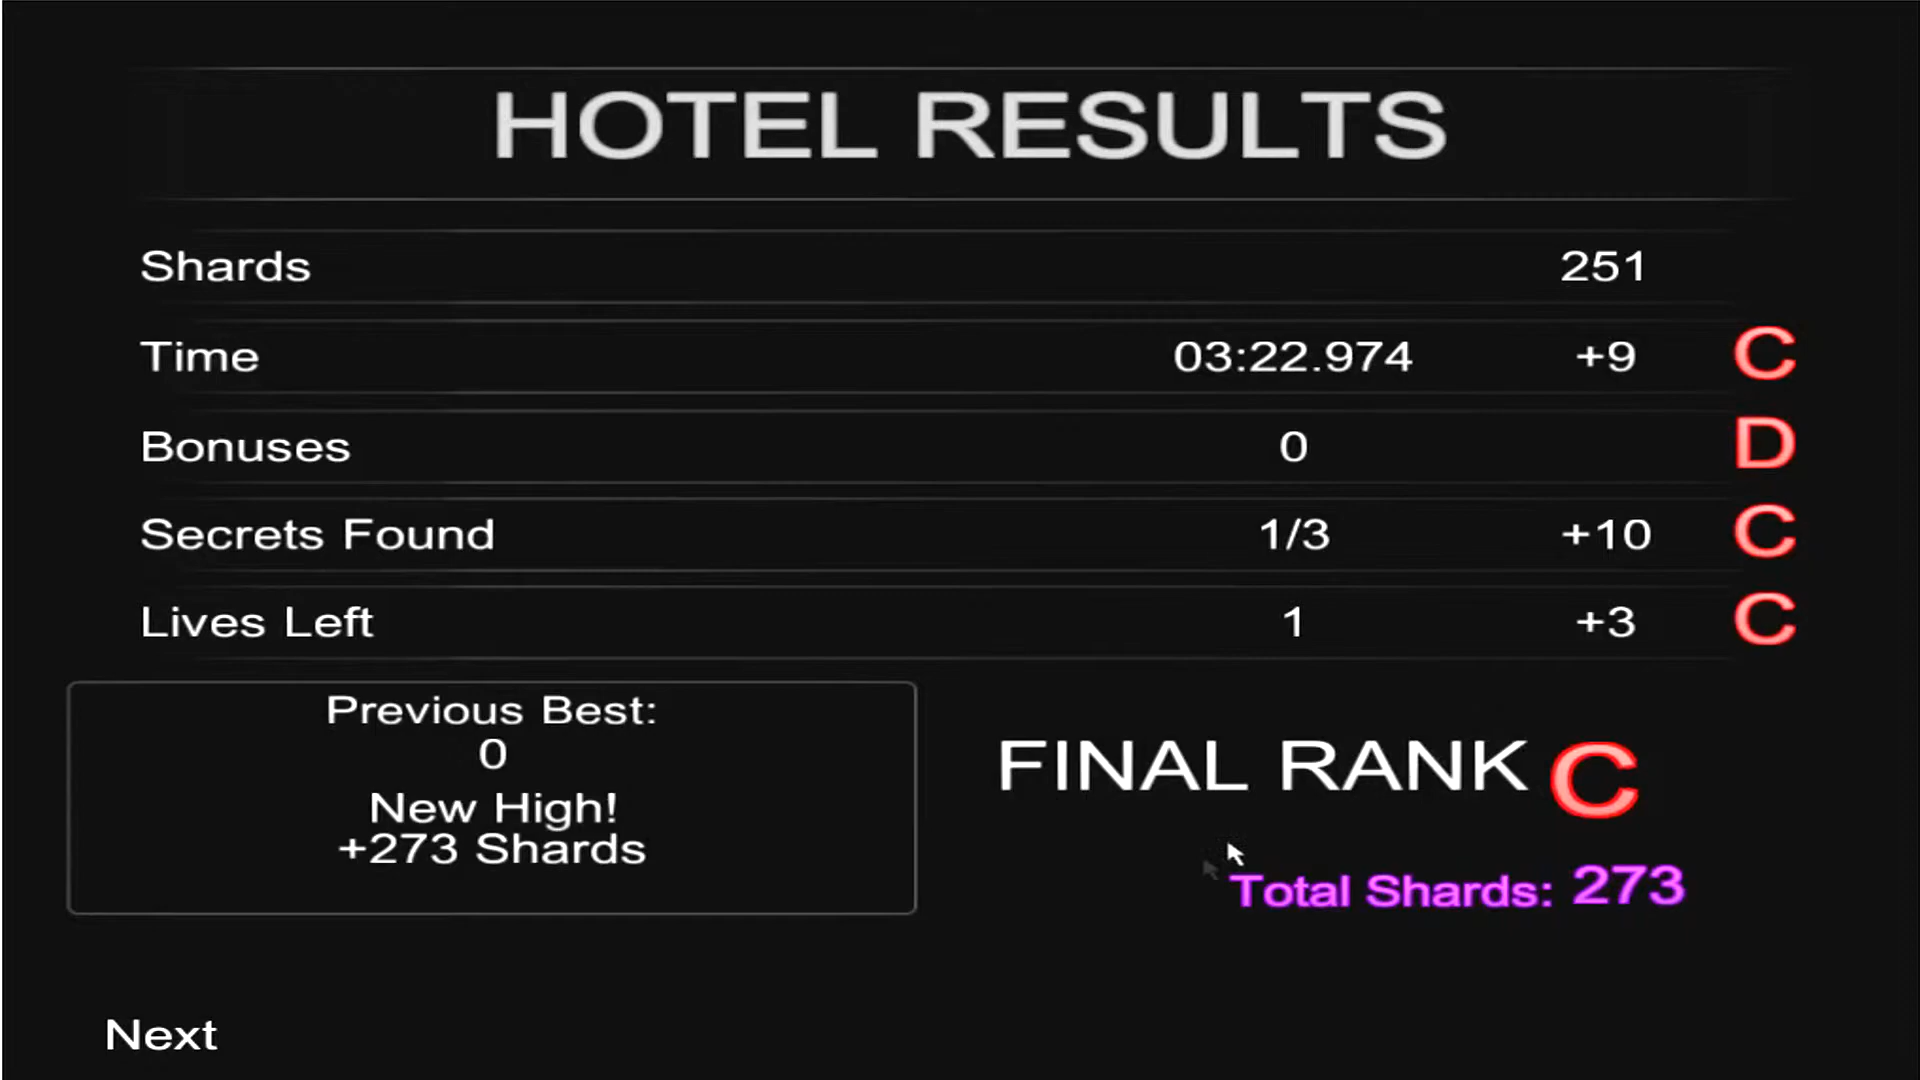 HOTEL RESULTS
Shards 251
Time 03:22.974 +9 C
Bonuses 0 D
Secrets Found 1/3 +10 C
Lives Left 1 +3 C
Previous Best:
0
New High!
+273 Shards
FINAL RANK C
Total Shards: 273
Next